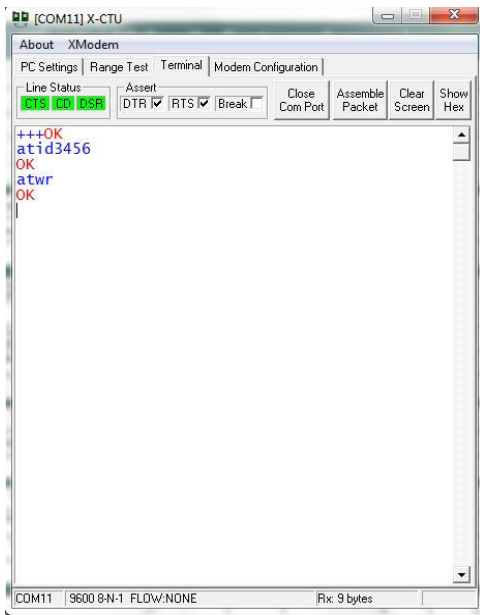 [COM11] X-CTU
About XModem
PC Settings Range Test Terminal Modem Configuration
Line Status Assert
CTS CD DSR DTR RTS Break Close Com Port Assemble Packet Clear Screen Show Hex
+++OK
atid3456
OK
atwr
OK
COM11 9600 8-N-1 FLOW:NONE Rx: 9 bytes